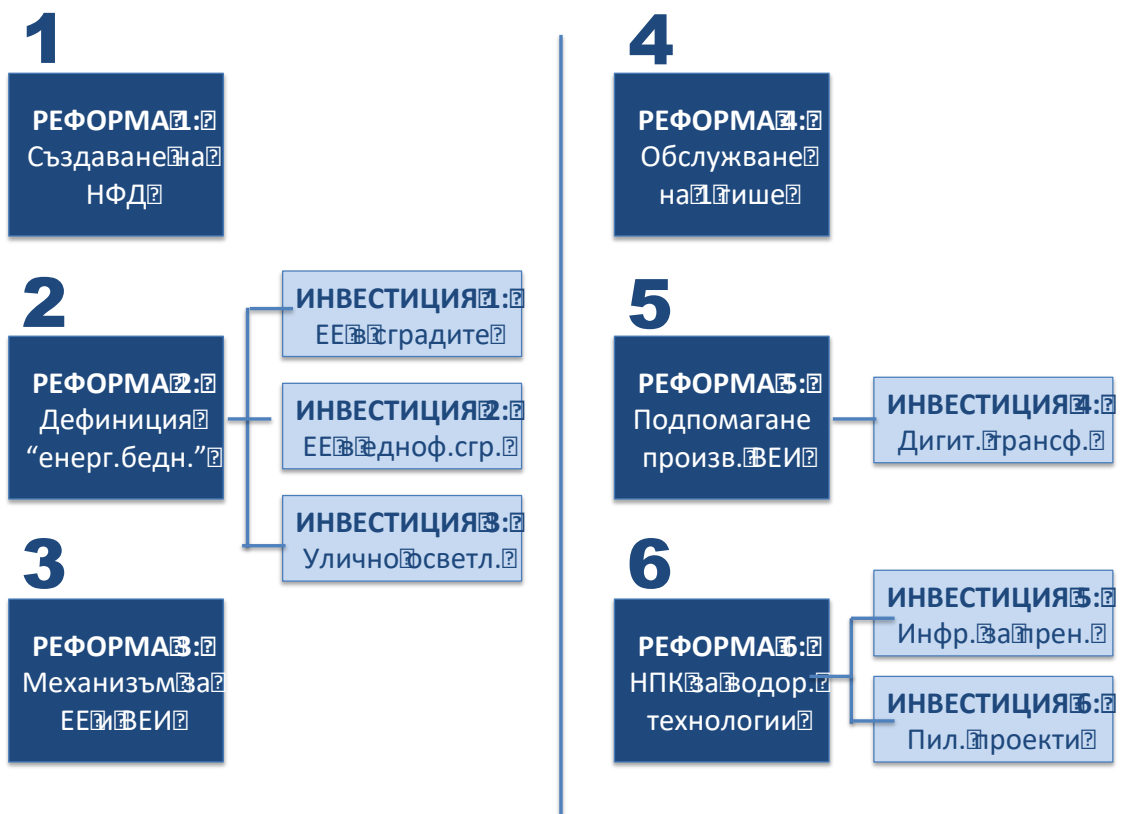 1
РЕФОРМА 1:
Създаване на
НФД
2
РЕФОРМА 2:
Дефиниция
“енерг.бедн.”
ИНВЕСТИЦИЯ 1:
ЕЕ в сградите
ИНВЕСТИЦИЯ 2:
ЕЕ в едноф.сгр.
ИНВЕСТИЦИЯ 3:
Улично осветл.
3
РЕФОРМА 3:
Механизъм за
ЕЕ и ВЕИ
4
РЕФОРМА 4:
Обслужване
на 1 гише
5
РЕФОРМА 5:
Подпомагане
произв. ВЕИ
ИНВЕСТИЦИЯ 4:
Дигит. трансф.
6
РЕФОРМА 6:
НПК за водор.
технологии
ИНВЕСТИЦИЯ 5:
Инфр. за прен.
ИНВЕСТИЦИЯ 6:
Пил. проекти